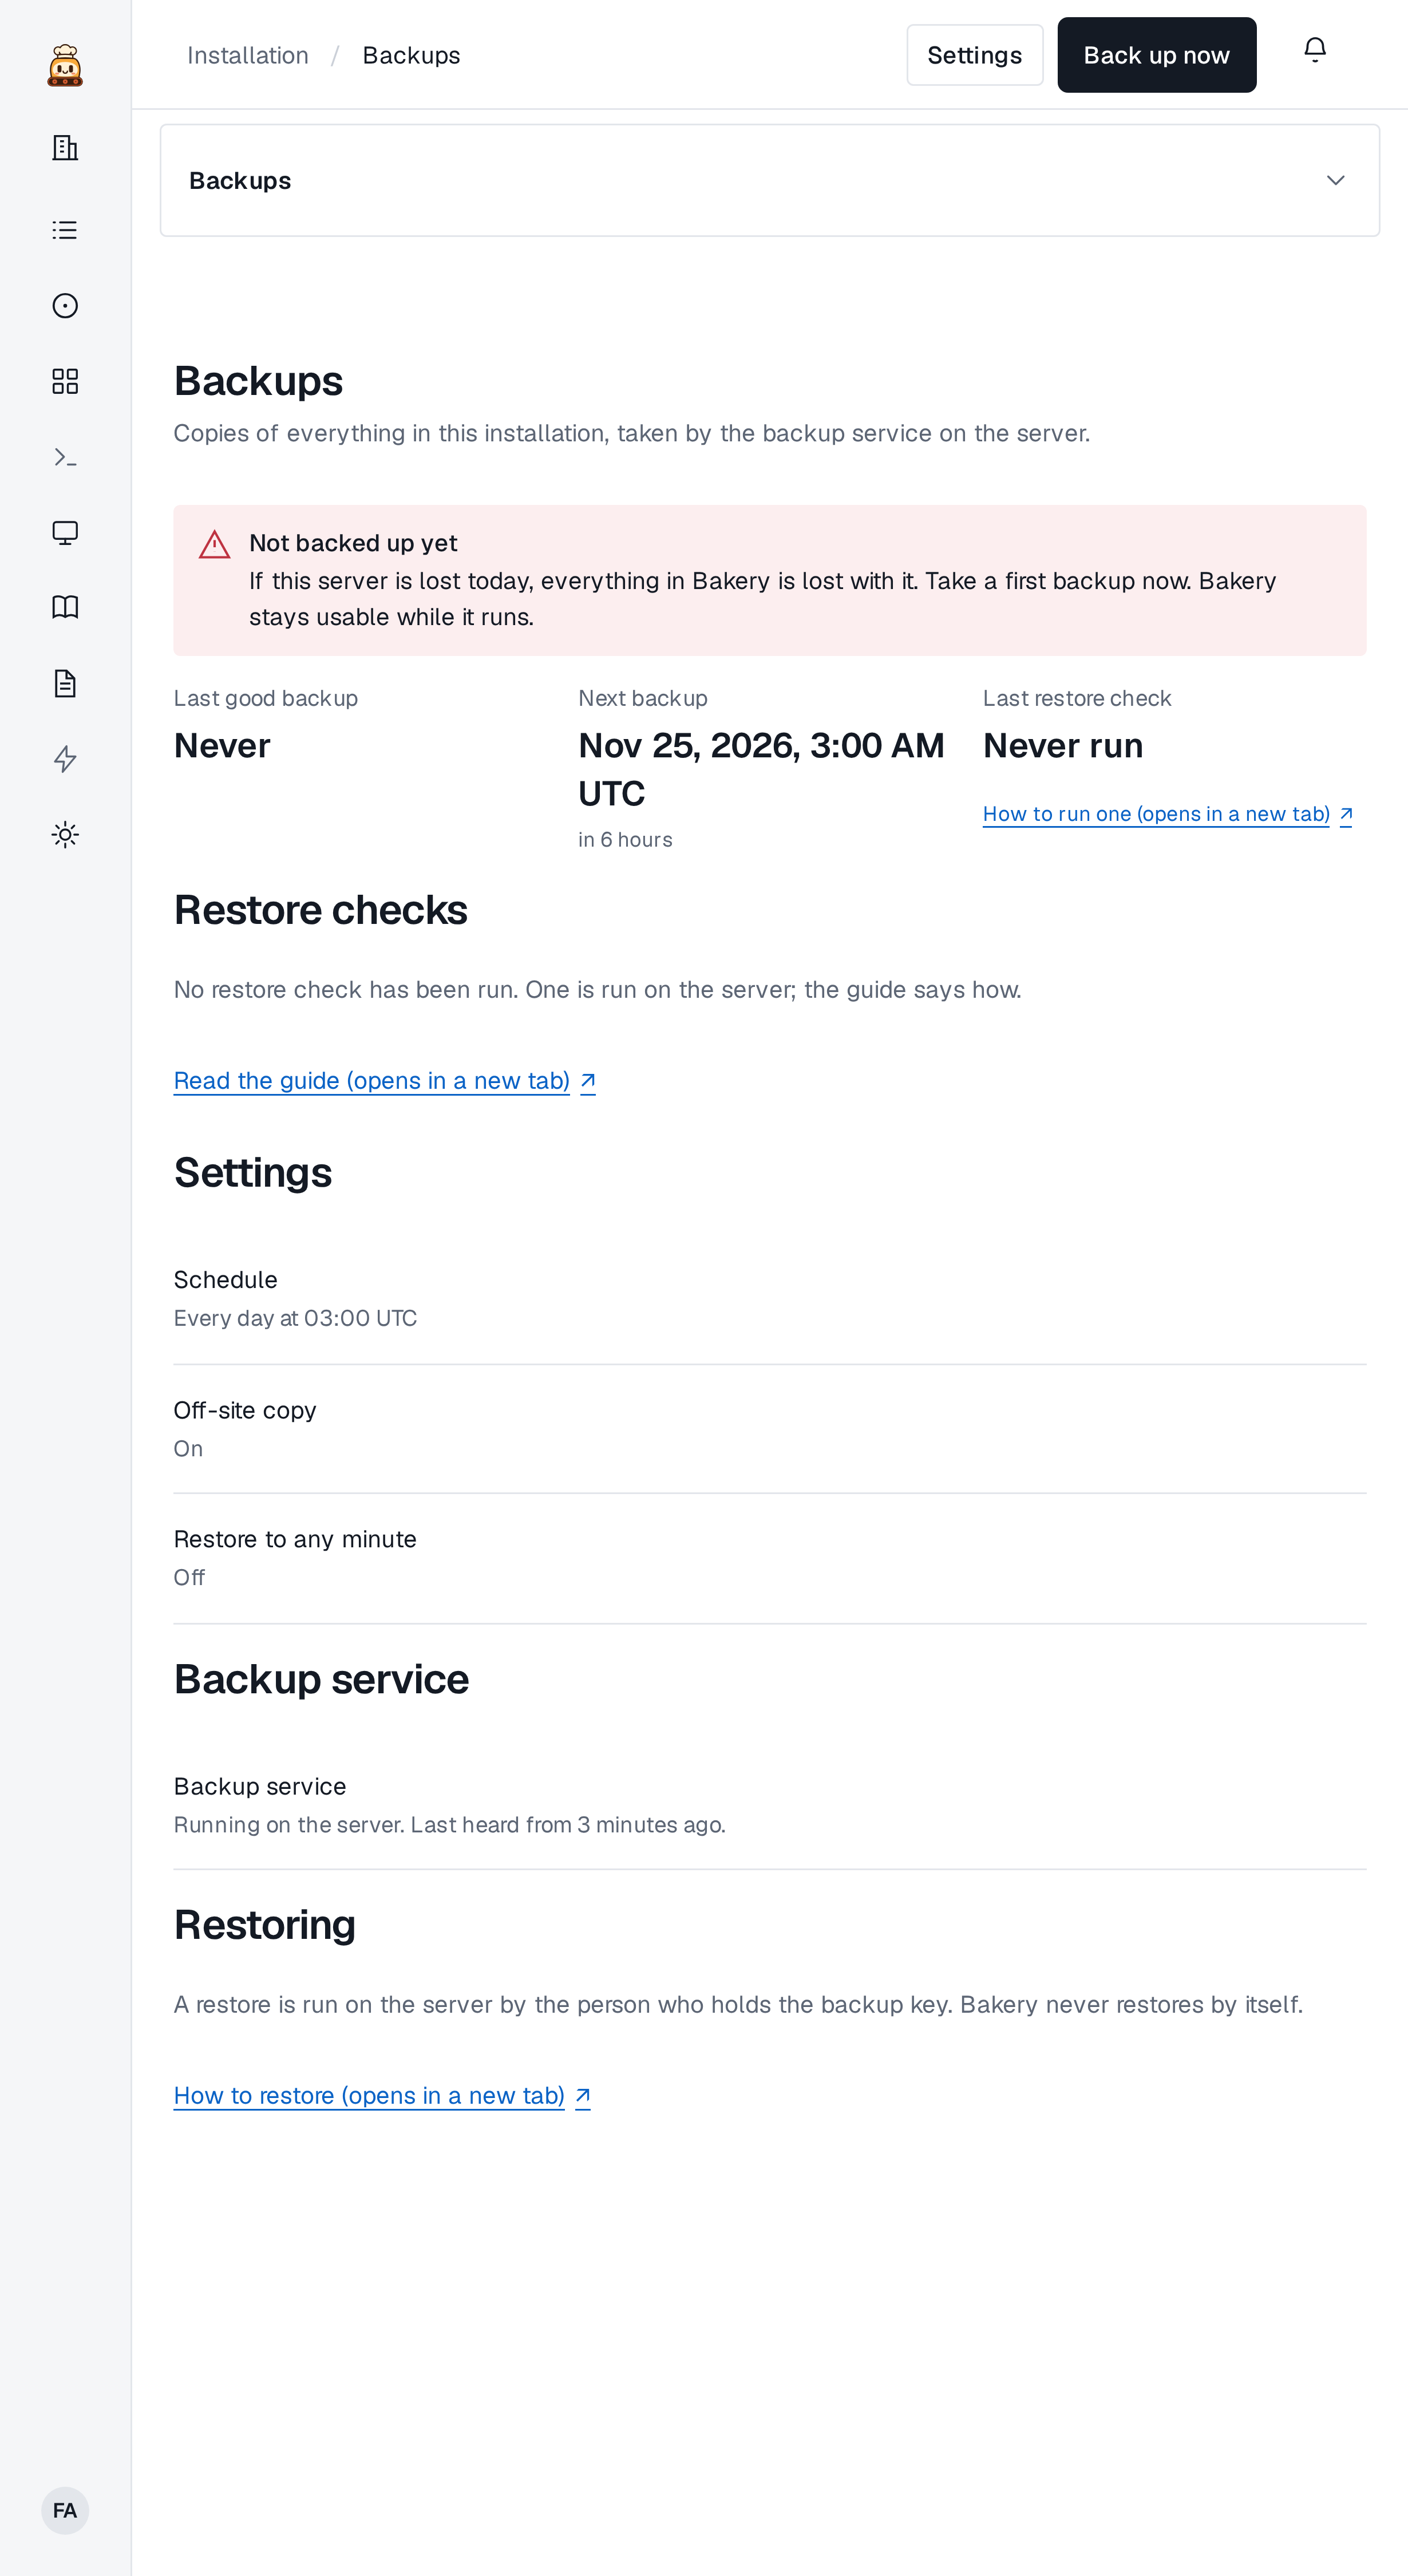 Installation / Backups
Settings
Back up now
Backups
Backups
Copies of everything in this installation, taken by the backup service on the server.
Not backed up yet
If this server is lost today, everything in Bakery is lost with it. Take a first backup now. Bakery
stays usable while it runs.
Last good backup
Never
Next backup
Nov 25, 2026, 3:00 AM
UTC
in 6 hours
Last restore check
Never run
How to run one (opens in a new tab)
Restore checks
No restore check has been run. One is run on the server; the guide says how.
Read the guide (opens in a new tab)
Settings
Schedule
Every day at 03:00 UTC
Off-site copy
On
Restore to any minute
Off
Backup service
Backup service
Running on the server. Last heard from 3 minutes ago.
Restoring
A restore is run on the server by the person who holds the backup key. Bakery never restores by itself.
How to restore (opens in a new tab)
FA